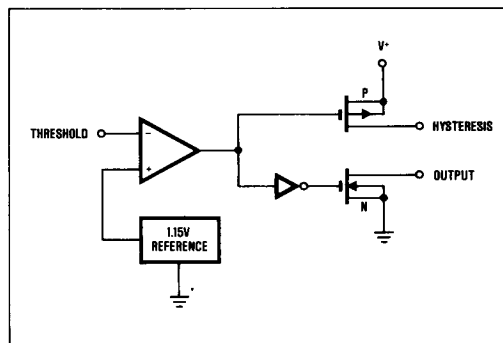 V+
P
THRESHOLD
−
HYSTERESIS
+
OUTPUT
N
1.15V
REFERENCE